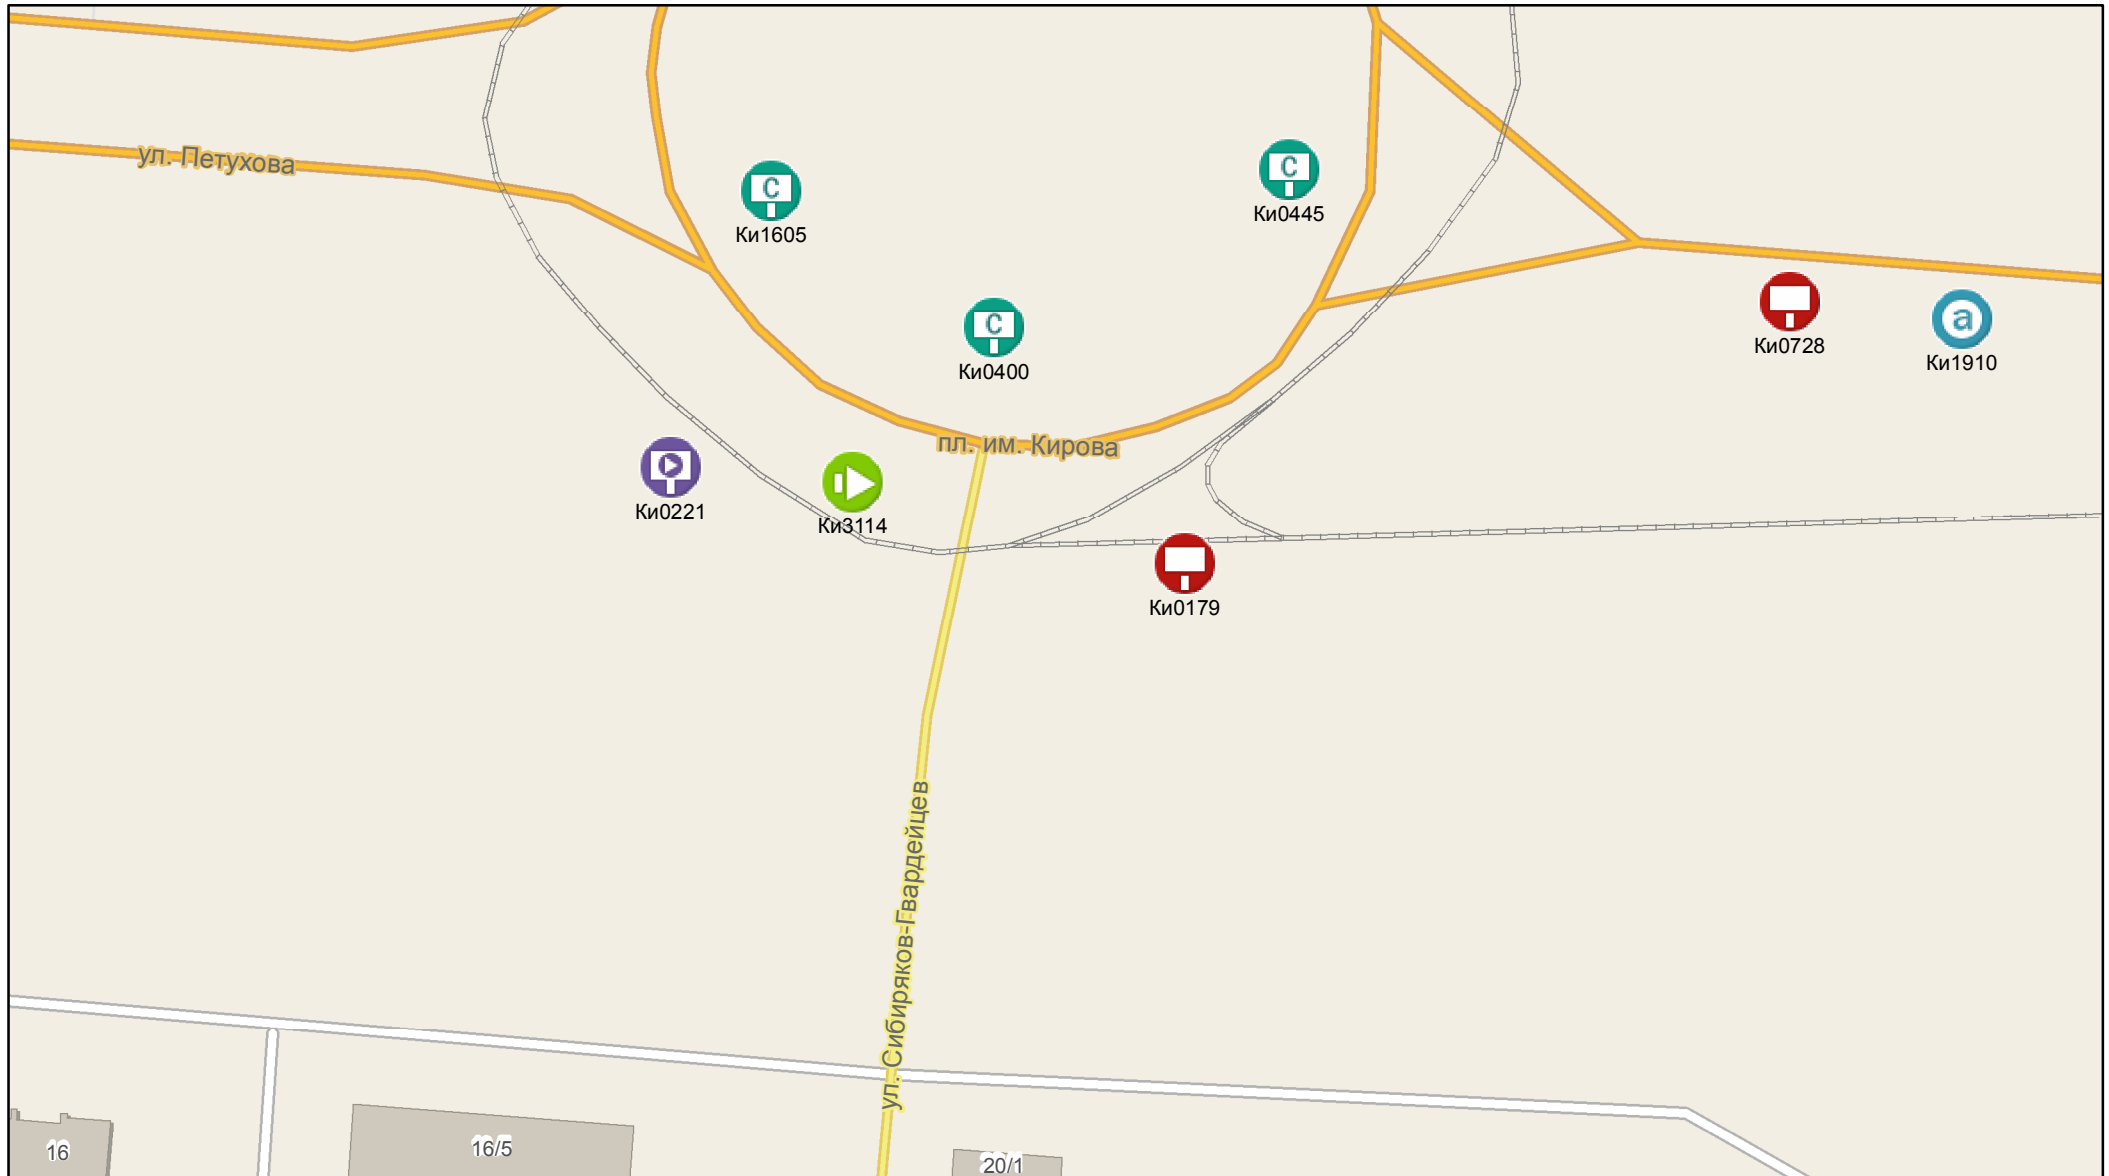 ул. Петухова
С
Ки1605
С
Ки0445
С
Ки0400
Ки0728
a
Ки1910
пл. им. Кирова
Ки0221
Ки3114
Ки0179
ул. Сибиряков-Гвардейцев
16
16/5
20/1